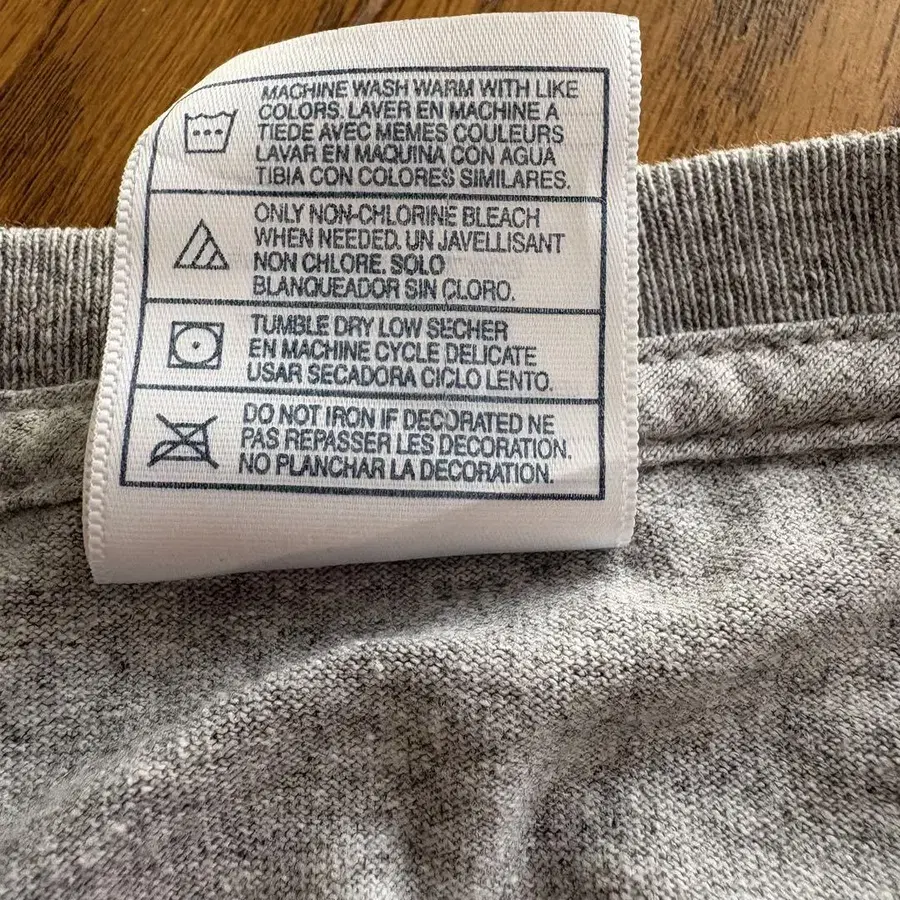 MACHINE WASH WARM WITH LIKE
COLORS. LAVER EN MACHINE A
TIEDE AVEC MEMES COULEURS
LAVAR EN MAQUINA CON AGUA
TIBIA CON COLORES SIMILARES.
ONLY NON-CHLORINE BLEACH
WHEN NEEDED. UN JAVELLISANT
NON CHLORE. SOLO
BLANQUEADOR SIN CLORO.
TUMBLE DRY LOW SECHER
EN MACHINE CYCLE DELICATE
USAR SECADORA CICLO LENTO.
DO NOT IRON IF DECORATED NE
PAS REPASSER LES DECORATION.
NO PLANCHAR LA DECORATION.